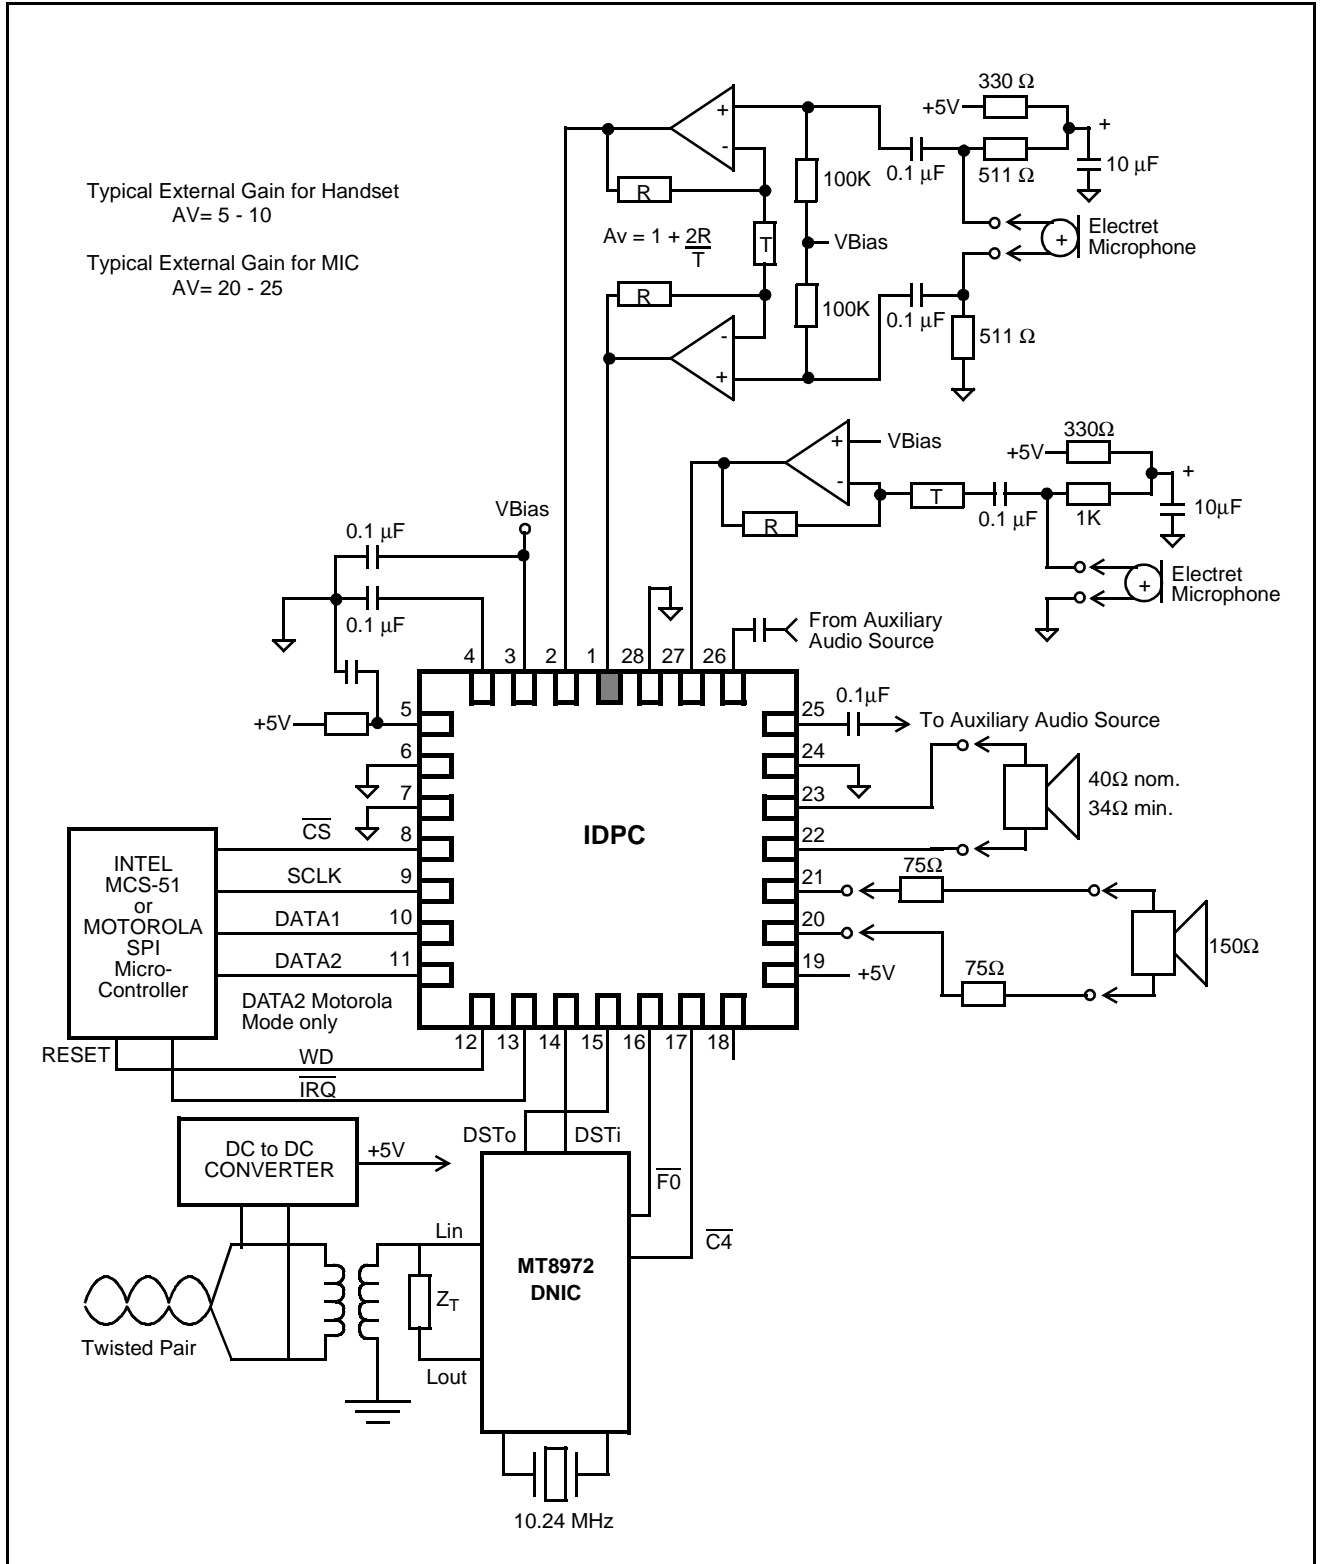 330 Ω
+5V
+
10 µF
511 Ω
0.1 µF
100K
+
-
R
Typical External Gain for Handset
AV= 5 - 10
Av = 1 + 2R
T
T
VBias
Electret
Microphone
+
Typical External Gain for MIC
AV= 20 - 25
R
100K
0.1 µF
511 Ω
-
+
330Ω
+5V
+
10µF
+
-
VBias
T
0.1 µF
1K
R
VBias
0.1 µF
0.1 µF
Electret
Microphone
+
From Auxiliary
Audio Source
4
3
2
1
28
27
26
+5V
5
6
7
8
9
10
11
25
24
23
22
21
20
19
0.1µF
To Auxiliary Audio Source
40Ω nom.
34Ω min.
IDPC
CS
SCLK
DATA1
DATA2
DATA2 Motorola
Mode only
INTEL
MCS-51
or
MOTOROLA
SPI
Micro-
Controller
75Ω
150Ω
75Ω
+5V
12
13
14
15
16
17
18
RESET
WD
IRQ
DC to DC
CONVERTER
+5V
DSTo
DSTi
F0
C4
Lin
MT8972
DNIC
ZT
Twisted Pair
Lout
10.24 MHz